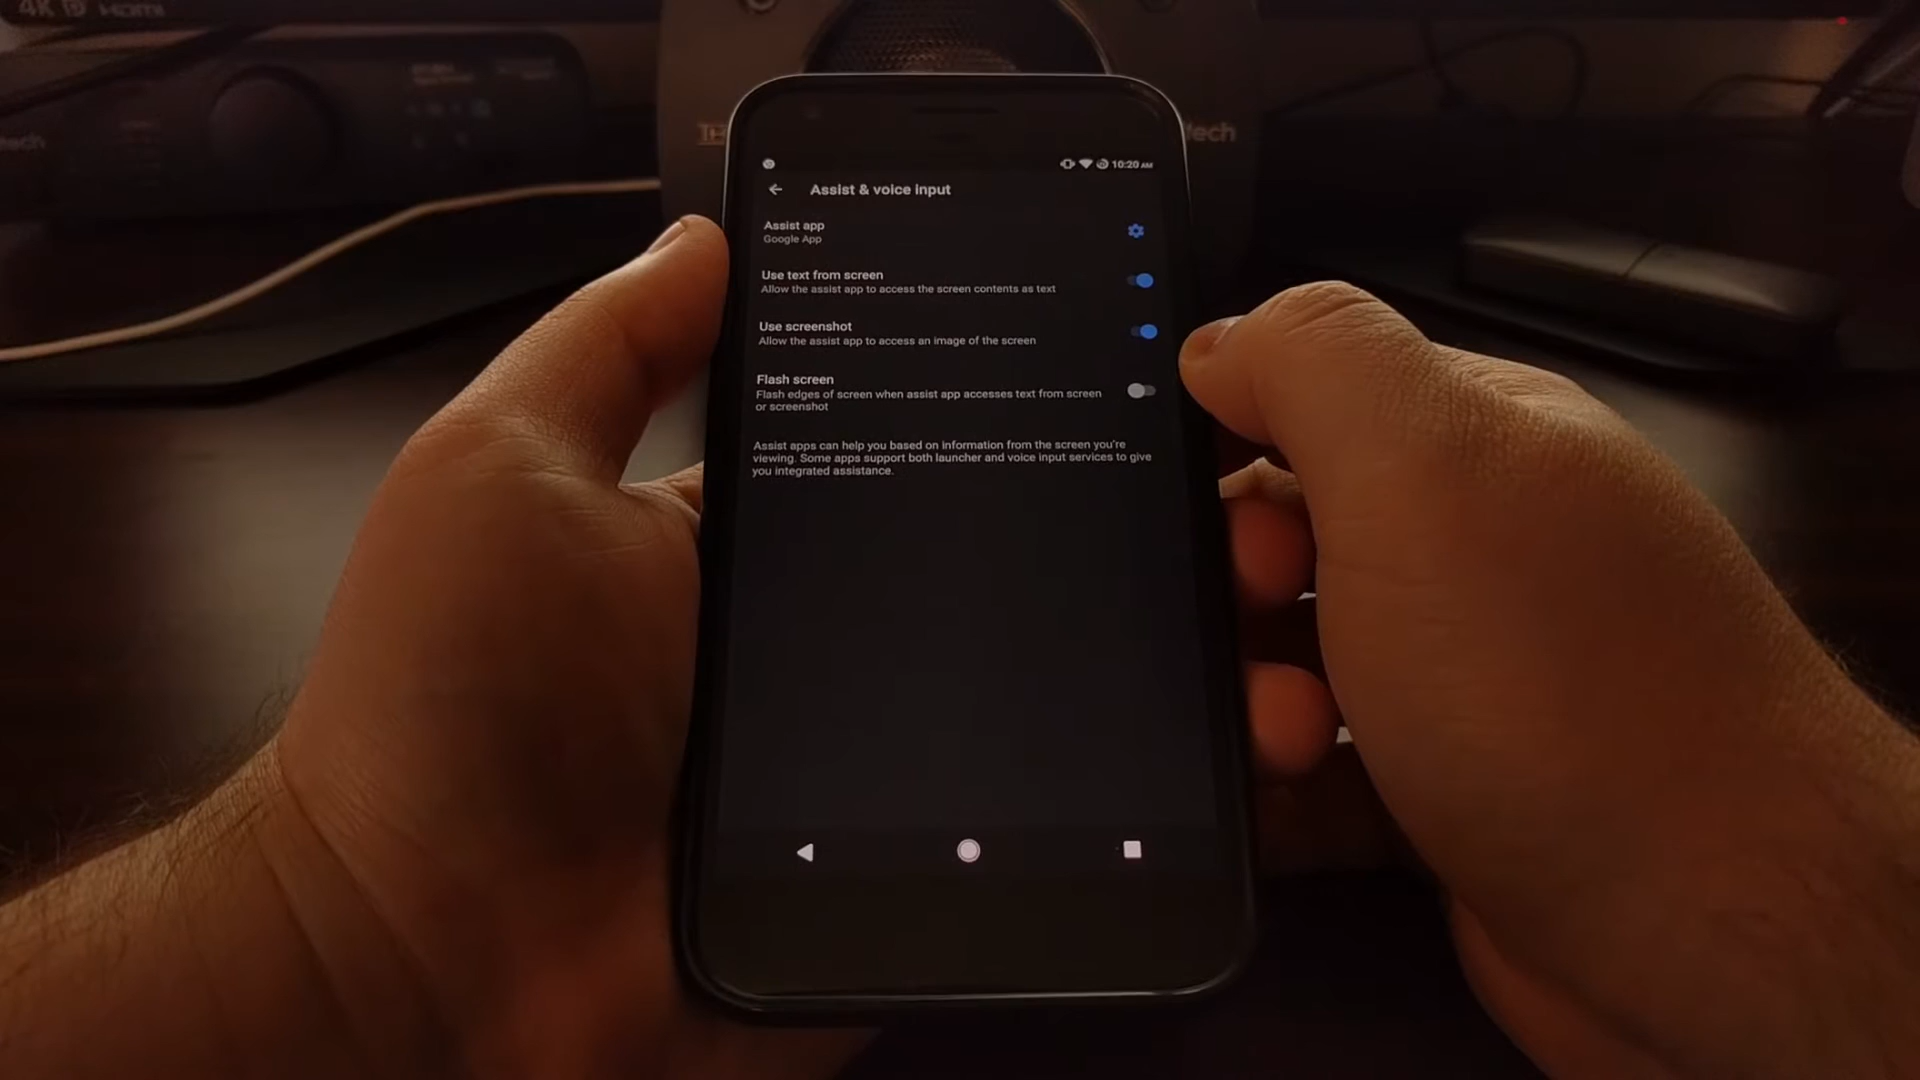 4K
HDMI
10:20 AM
Assist & voice input
Assist app
Google App
Use text from screen
Allow the assist app to access the screen contents as text
Use screenshot
Allow the assist app to access an image of the screen
Flash screen
Flash edges of screen when assist app accesses text from screen
or screenshot
Assist apps can help you based on information from the screen you're
viewing. Some apps support both launcher and voice input services to give
you integrated assistance.